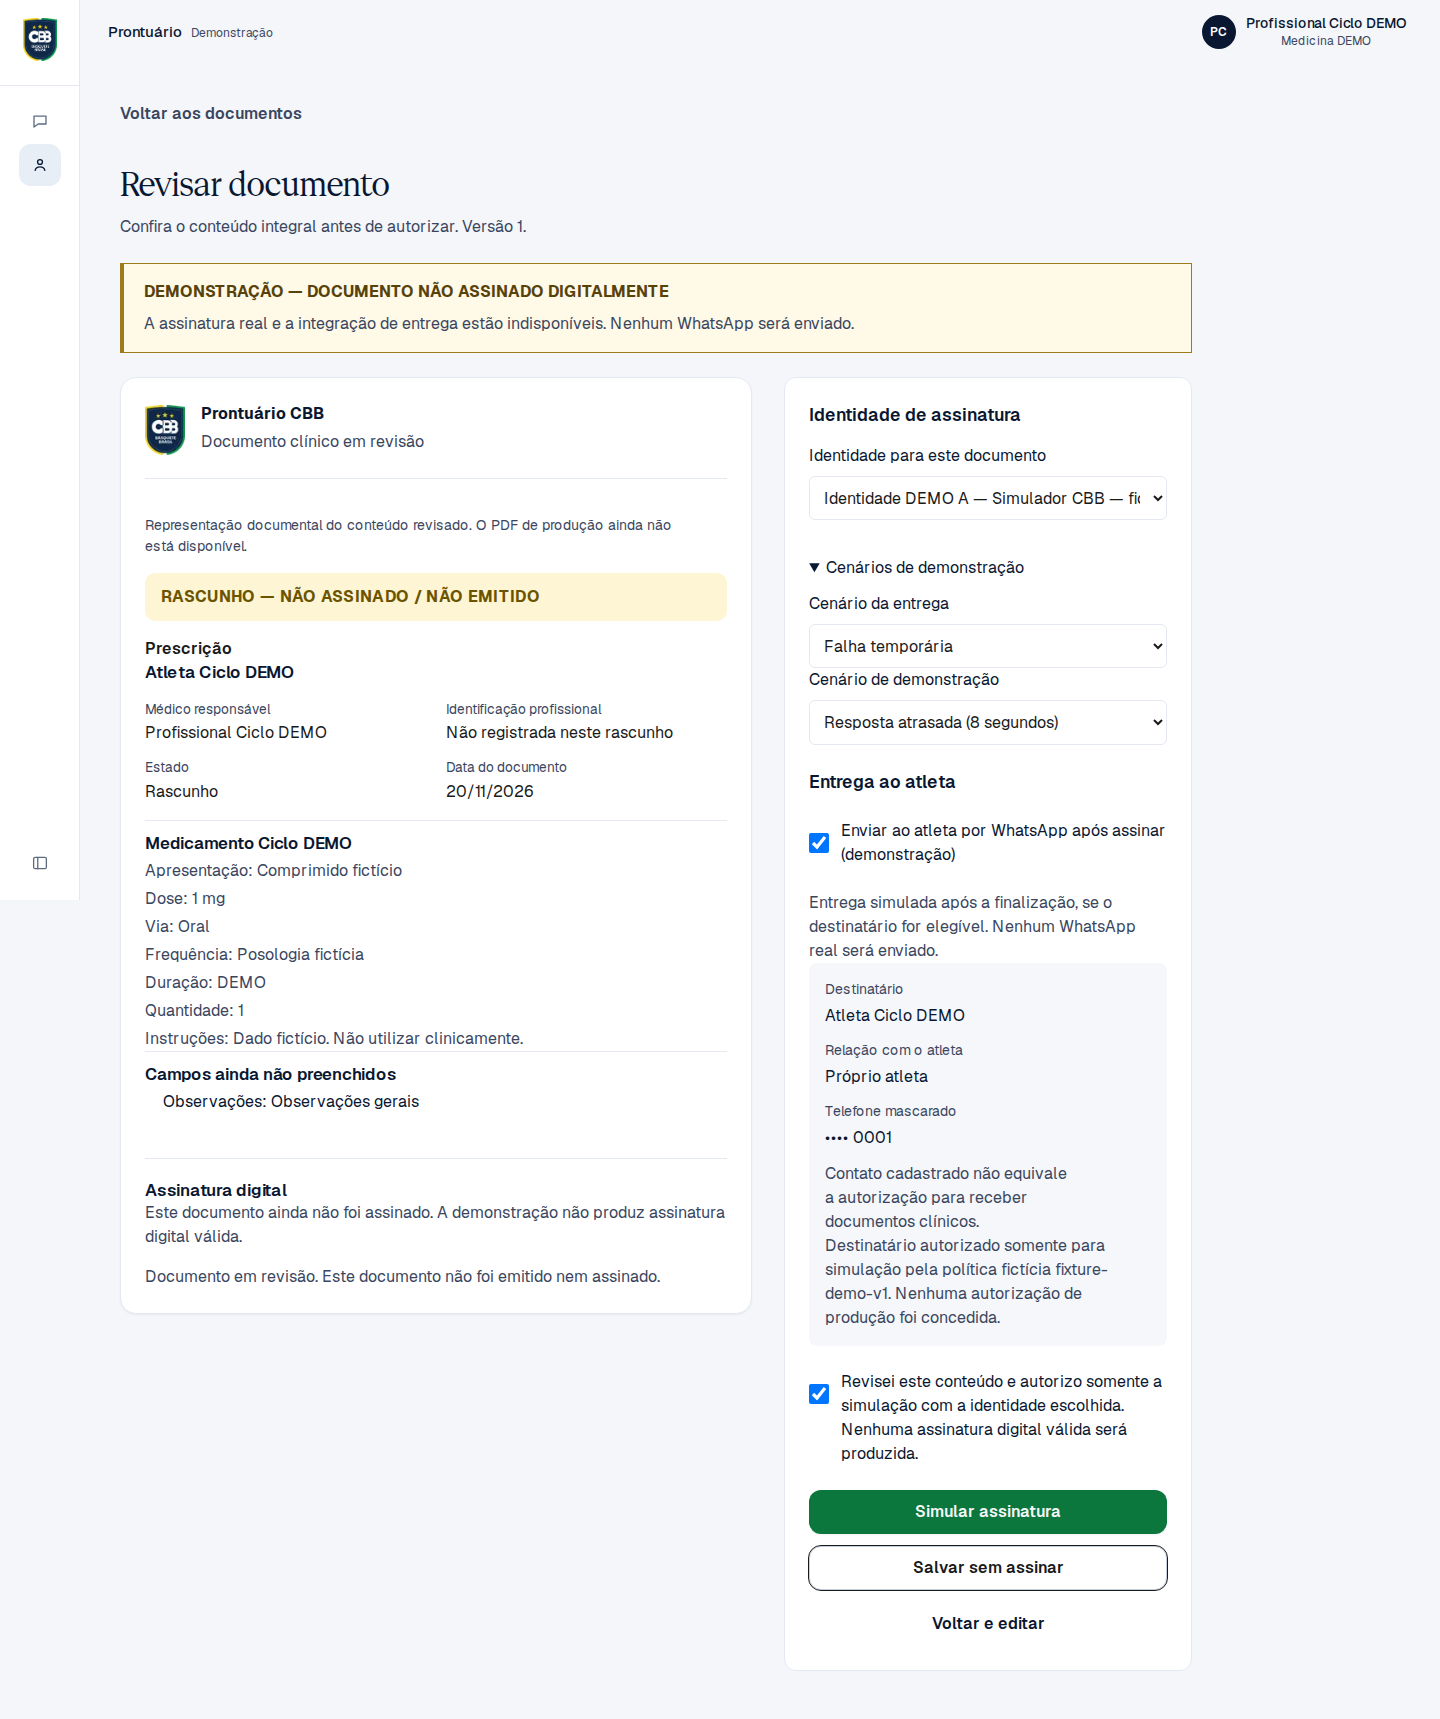 CBB
BASQUETE
BRASIL
Prontuário Demonstração
PC
Profissional Ciclo DEMO
Medicina DEMO
Voltar aos documentos
Revisar documento
Confira o conteúdo integral antes de autorizar. Versão 1.
DEMONSTRAÇÃO — DOCUMENTO NÃO ASSINADO DIGITALMENTE
A assinatura real e a integração de entrega estão indisponíveis. Nenhum WhatsApp será enviado.
CBB
BASQUETE
BRASIL
Prontuário CBB
Documento clínico em revisão
Representação documental do conteúdo revisado. O PDF de produção ainda não
está disponível.
RASCUNHO — NÃO ASSINADO / NÃO EMITIDO
Prescrição
Atleta Ciclo DEMO
Médico responsável
Profissional Ciclo DEMO
Identificação profissional
Não registrada neste rascunho
Estado
Rascunho
Data do documento
20/11/2026
Medicamento Ciclo DEMO
Apresentação: Comprimido fictício
Dose: 1 mg
Via: Oral
Frequência: Posologia fictícia
Duração: DEMO
Quantidade: 1
Instruções: Dado fictício. Não utilizar clinicamente.
Campos ainda não preenchidos
Observações: Observações gerais
Assinatura digital
Este documento ainda não foi assinado. A demonstração não produz assinatura
digital válida.
Documento em revisão. Este documento não foi emitido nem assinado.
Identidade de assinatura
Identidade para este documento
Identidade DEMO A — Simulador CBB — fic
Cenários de demonstração
Cenário da entrega
Falha temporária
Cenário de demonstração
Resposta atrasada (8 segundos)
Entrega ao atleta
Enviar ao atleta por WhatsApp após assinar
(demonstração)
Entrega simulada após a finalização, se o
destinatário for elegível. Nenhum WhatsApp
real será enviado.
Destinatário
Atleta Ciclo DEMO
Relação com o atleta
Próprio atleta
Telefone mascarado
•••• 0001
Contato cadastrado não equivale
a autorização para receber
documentos clínicos.
Destinatário autorizado somente para
simulação pela política fictícia fixture-
demo-v1. Nenhuma autorização de
produção foi concedida.
Revisei este conteúdo e autorizo somente a
simulação com a identidade escolhida.
Nenhuma assinatura digital válida será
produzida.
Simular assinatura
Salvar sem assinar
Voltar e editar